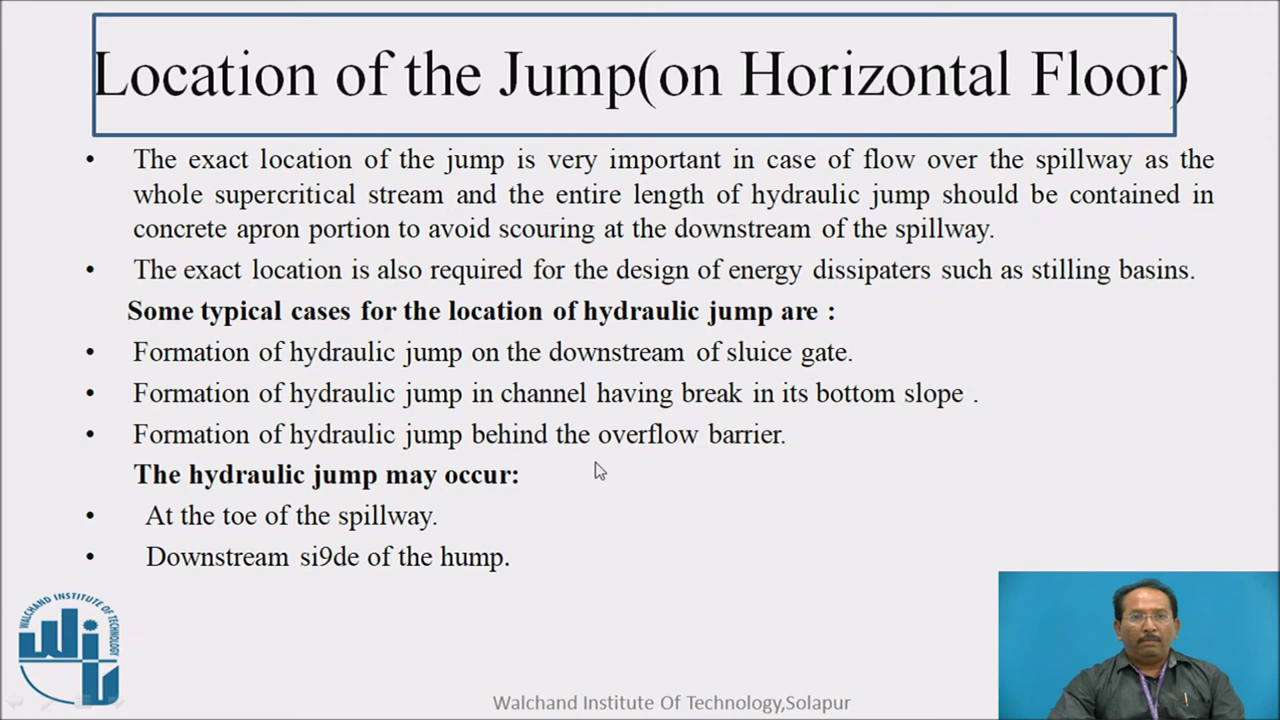 Location of the Jump(on Horizontal Floor)
• The exact location of the jump is very important in case of flow over the spillway as the
whole supercritical stream and the entire length of hydraulic jump should be contained in
concrete apron portion to avoid scouring at the downstream of the spillway.
• The exact location is also required for the design of energy dissipaters such as stilling basins.
Some typical cases for the location of hydraulic jump are :
• Formation of hydraulic jump on the downstream of sluice gate.
• Formation of hydraulic jump in channel having break in its bottom slope .
• Formation of hydraulic jump behind the overflow barrier.
The hydraulic jump may occur:
• At the toe of the spillway.
• Downstream si9de of the hump.
WALCHAND INSTITUTE OF TECHNOLOGY
Walchand Institute Of Technology,Solapur